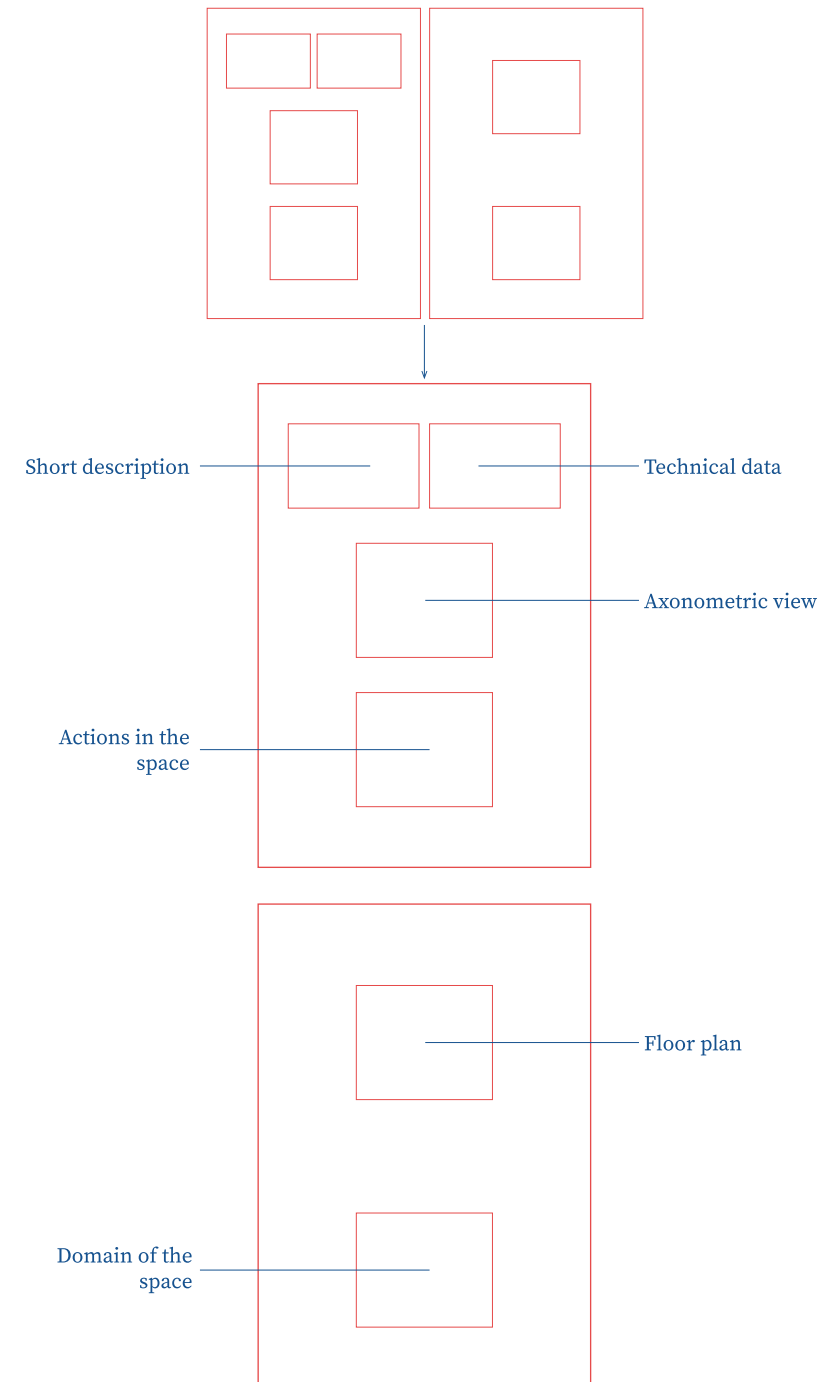 Short description
Technical data
Axonometric view
Actions in the
space
Floor plan
Domain of the
space